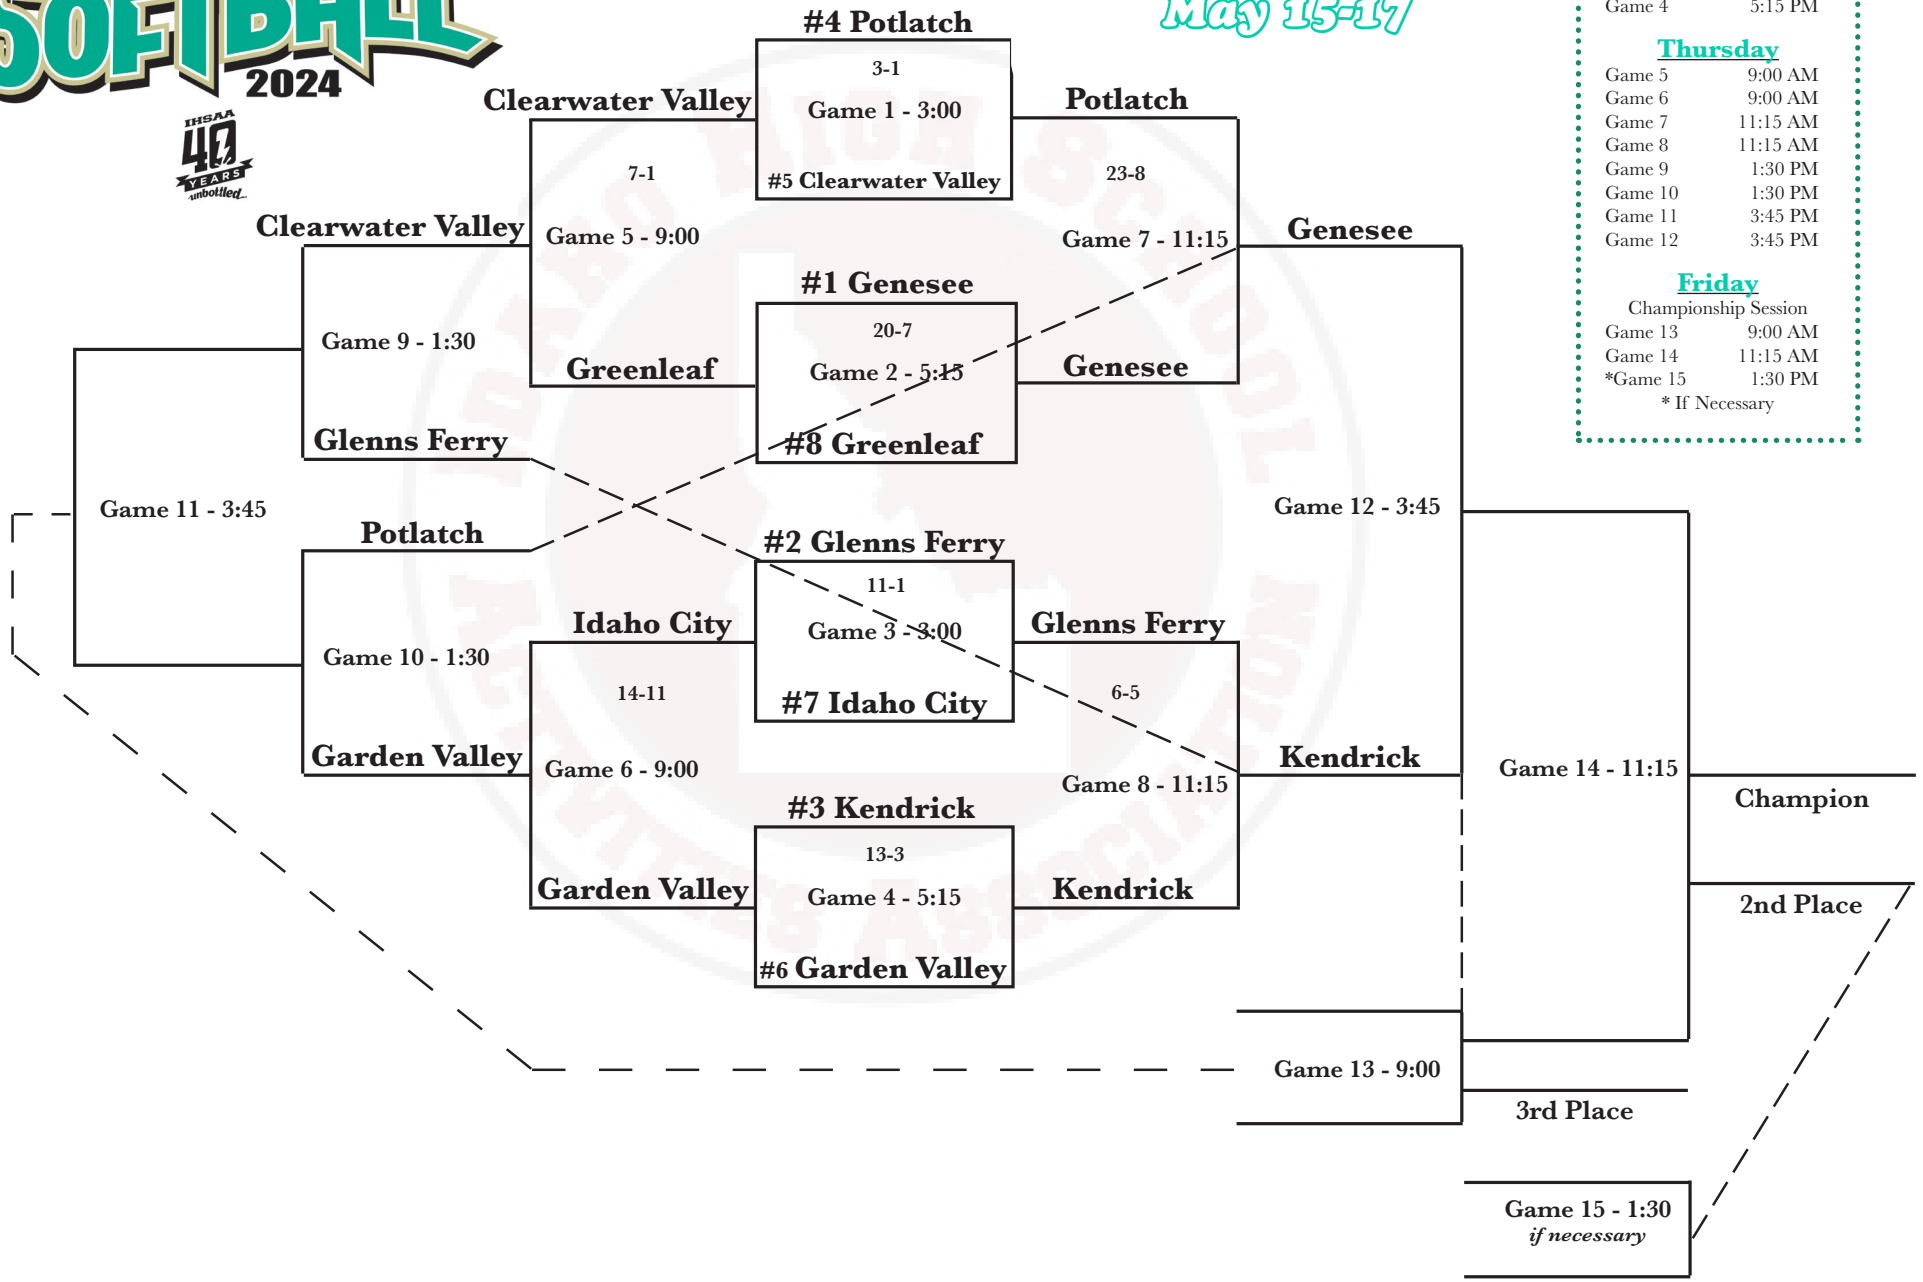 SOFTBALL
2024
IHSAA
40
YEARS
unbottled...
May 15-17
Game 4 5:15 PM
Thursday
Game 5 9:00 AM
Game 6 9:00 AM
Game 7 11:15 AM
Game 8 11:15 AM
Game 9 1:30 PM
Game 10 1:30 PM
Game 11 3:45 PM
Game 12 3:45 PM
Friday
Championship Session
Game 13 9:00 AM
Game 14 11:15 AM
*Game 15 1:30 PM
* If Necessary
#4 Potlatch
3-1
Game 1 - 3:00
#5 Clearwater Valley
Clearwater Valley
7-1
Game 5 - 9:00
Greenleaf
Potlatch
23-8
Game 7 - 11:15
Genesee
#1 Genesee
20-7
Game 2 - 5:15
#8 Greenleaf
Clearwater Valley
Game 9 - 1:30
Glenns Ferry
Genesee
Game 12 - 3:45
Kendrick
Game 11 - 3:45
Potlatch
Game 10 - 1:30
Garden Valley
#2 Glenns Ferry
11-1
Game 3 - 3:00
#7 Idaho City
Idaho City
14-11
Game 6 - 9:00
Garden Valley
Glenns Ferry
6-5
Game 8 - 11:15
Kendrick
#3 Kendrick
13-3
Game 4 - 5:15
#6 Garden Valley
Game 14 - 11:15
Champion
2nd Place
Game 13 - 9:00
3rd Place
Game 15 - 1:30
if necessary
IDAHO HIGH SCHOOL
ACTIVITIES ASSOCIATION